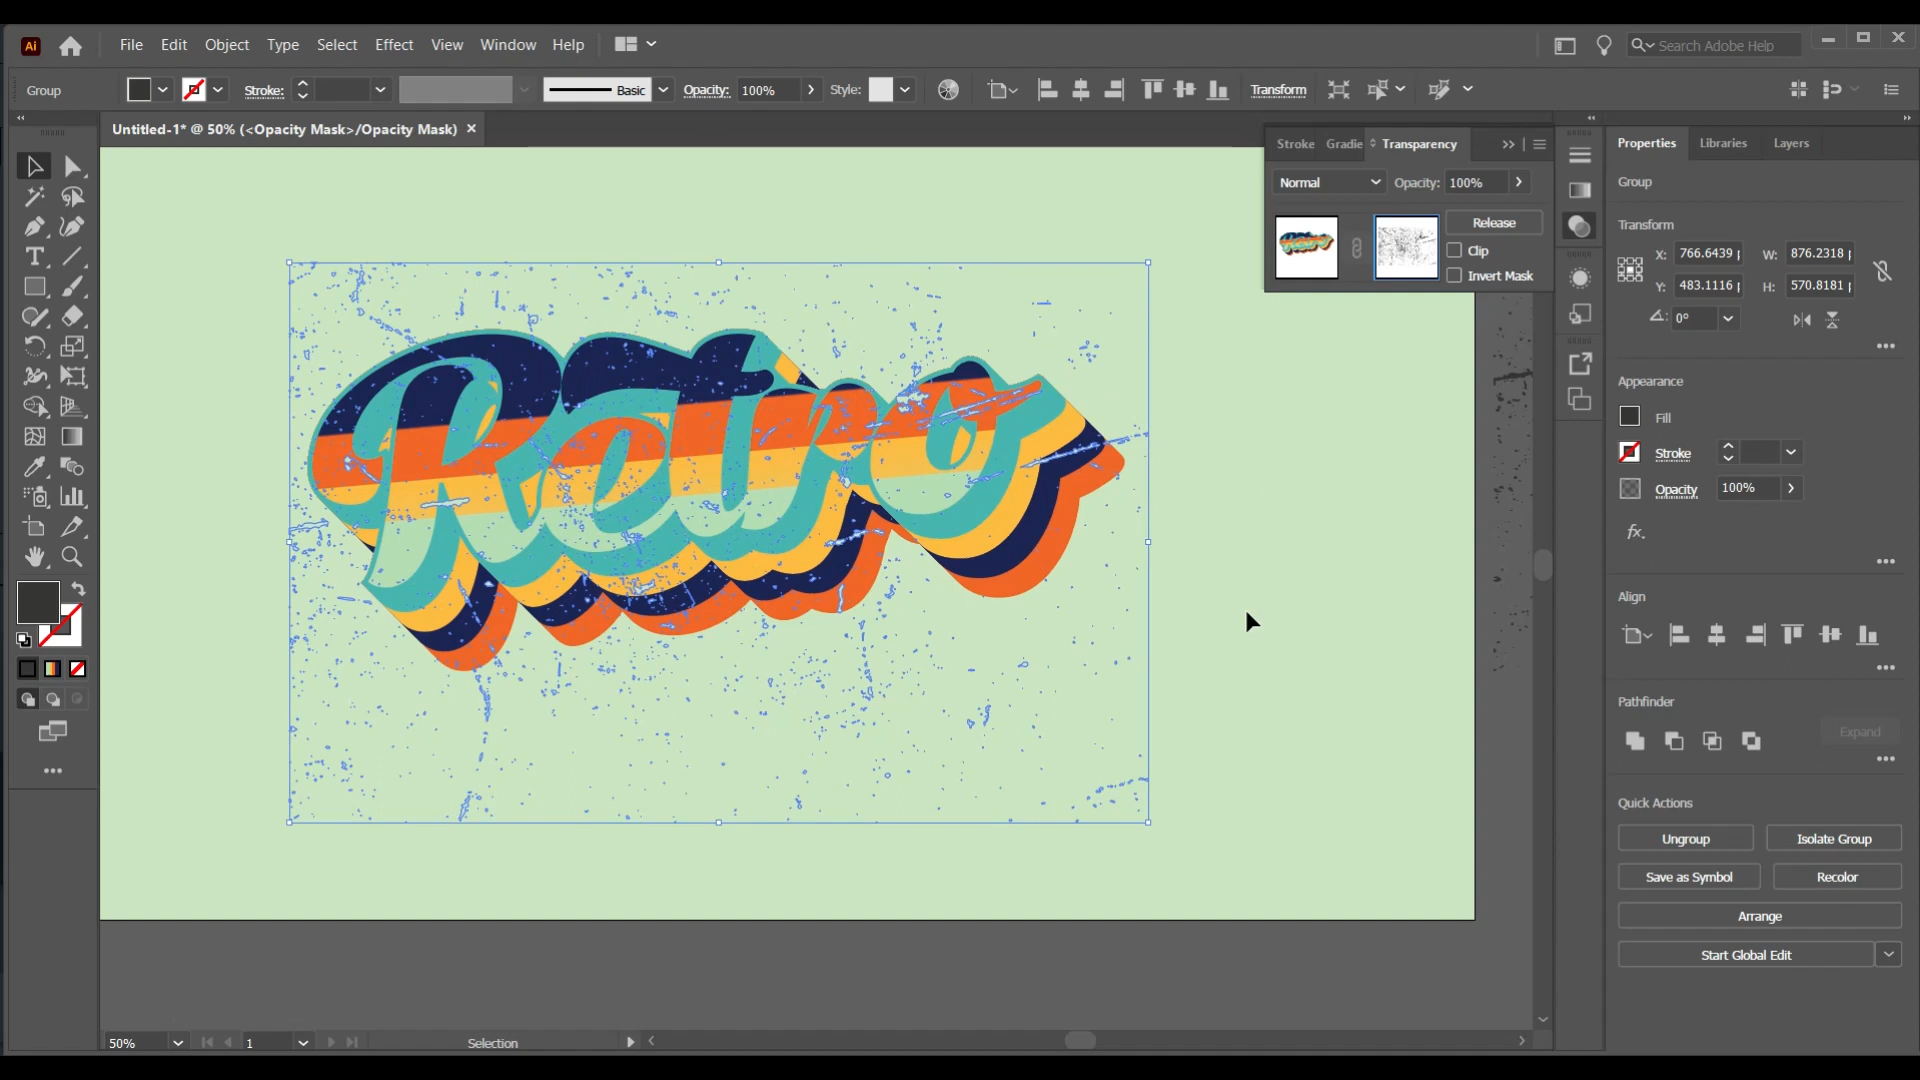 Ai File Edit Object Type Select Effect View Window Help Search Adobe Help
Group Stroke: Basic Opacity: 100% Style: Transform
Untitled-1* @ 50% (<Opacity Mask>/Opacity Mask) ×
Stroke Gradie Transparency
Normal Opacity: 100%
Release
Clip
Invert Mask
Retro
50% 1 Selection
Properties Libraries Layers
Group
Transform
X: 766.6439 W: 876.2318
Y: 483.1116 H: 570.8181
0°
Appearance
Fill
Stroke
Opacity 100%
fx.
Align
Pathfinder
Expand
Quick Actions
Ungroup Isolate Group
Save as Symbol Recolor
Arrange
Start Global Edit